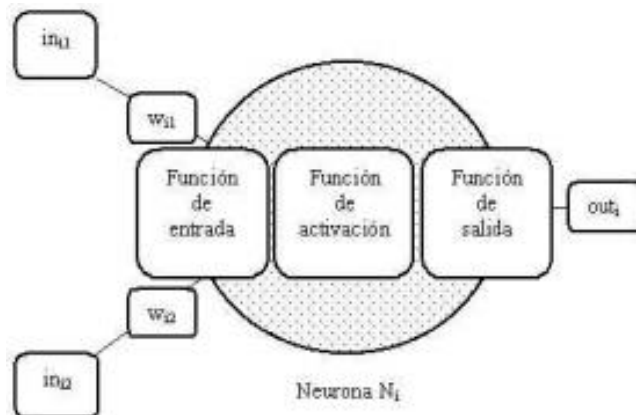 in_i1
w_i1
Función
de
entrada
Función
de
activación
Función
de
salida
out_i
w_i2
in_i2
Neurona N_i